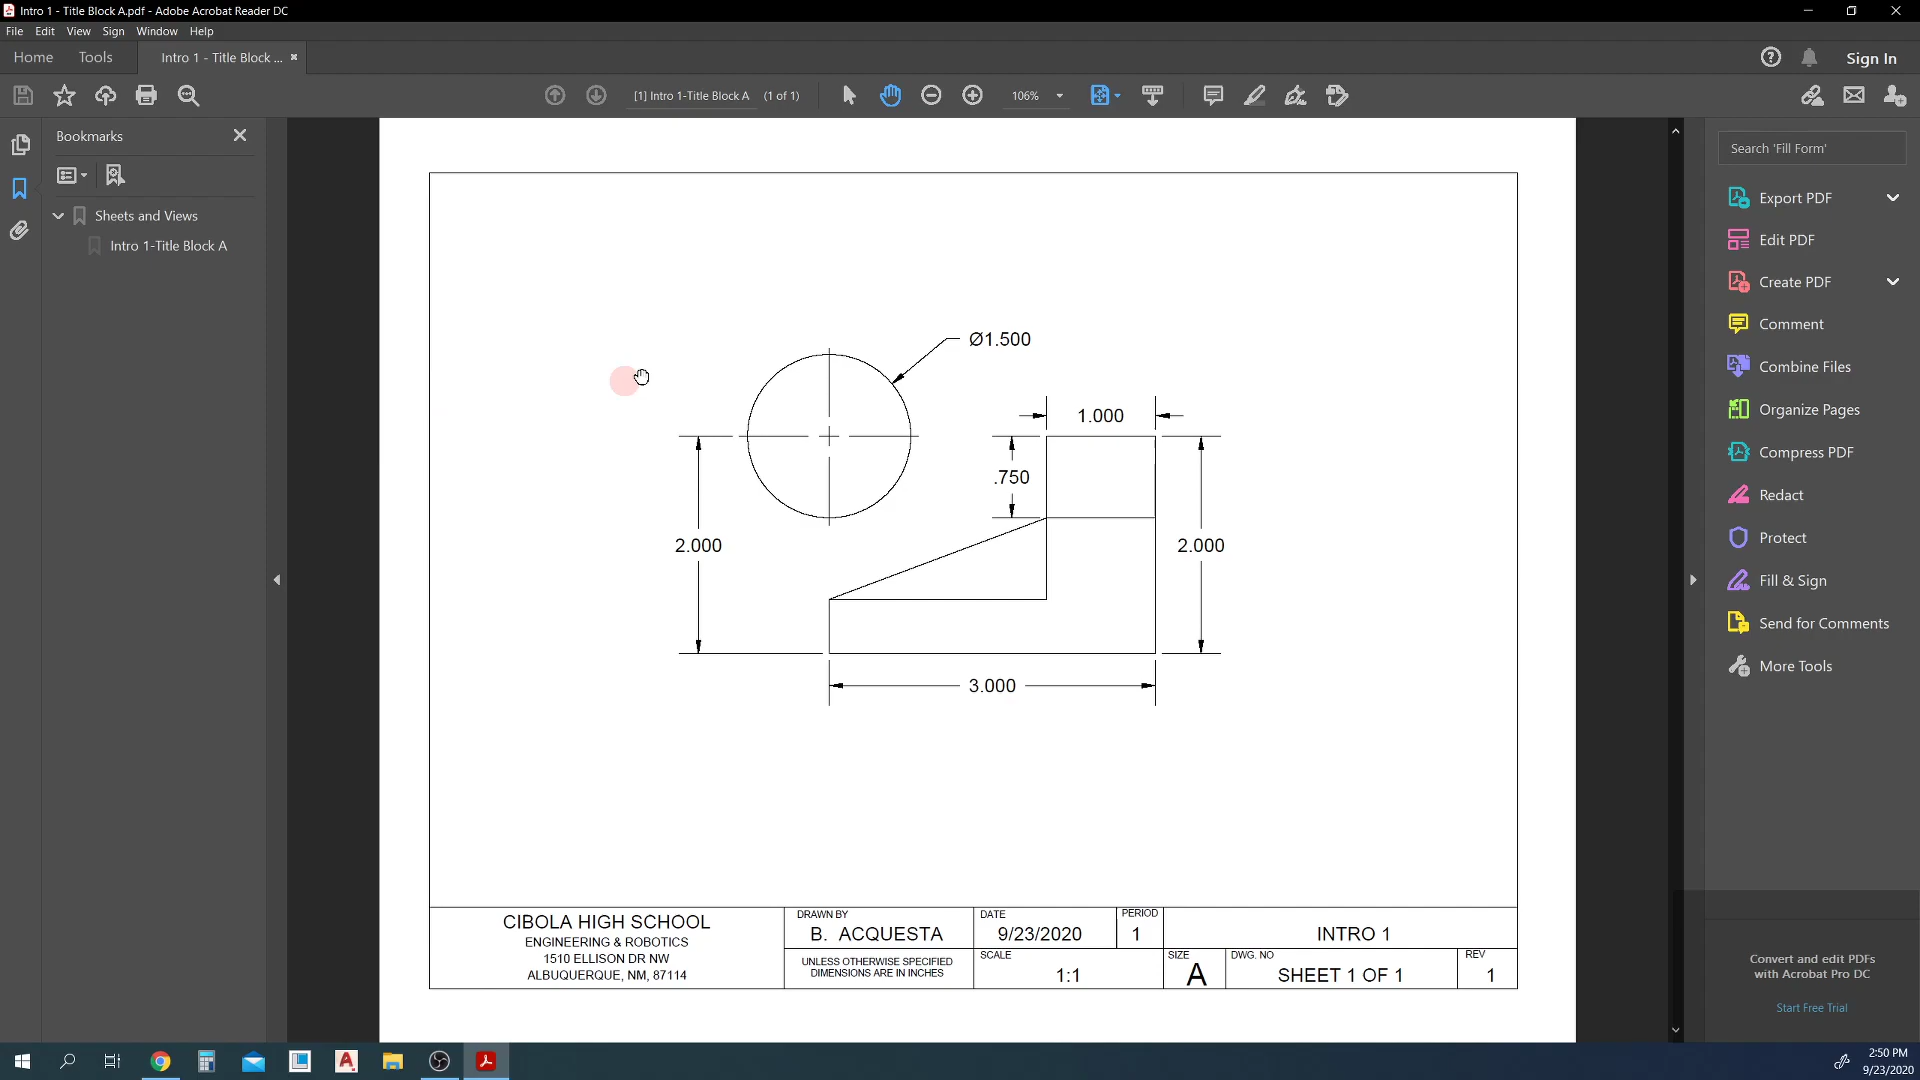 Intro 1 - Title Block A.pdf - Adobe Acrobat Reader DC
File Edit View Sign Window Help
Home Tools Intro 1 - Title Block ... Sign In
[1] Intro 1-Title Block A (1 of 1) 106%
Bookmarks
Sheets and Views
Intro 1-Title Block A
Search 'Fill Form'
Export PDF
Edit PDF
Create PDF
Comment
Combine Files
Organize Pages
Compress PDF
Redact
Protect
Fill & Sign
Send for Comments
More Tools
Convert and edit PDFs
with Acrobat Pro DC
Start Free Trial
Ø1.500
1.000
.750
2.000
2.000
3.000
CIBOLA HIGH SCHOOL
ENGINEERING & ROBOTICS
1510 ELLISON DR NW
ALBUQUERQUE, NM, 87114
DRAWN BY
B. ACQUESTA
UNLESS OTHERWISE SPECIFIED
DIMENSIONS ARE IN INCHES
DATE
9/23/2020
PERIOD
1
SCALE
1:1
INTRO 1
SIZE
A
DWG. NO
SHEET 1 OF 1
REV
1
2:50 PM
9/23/2020